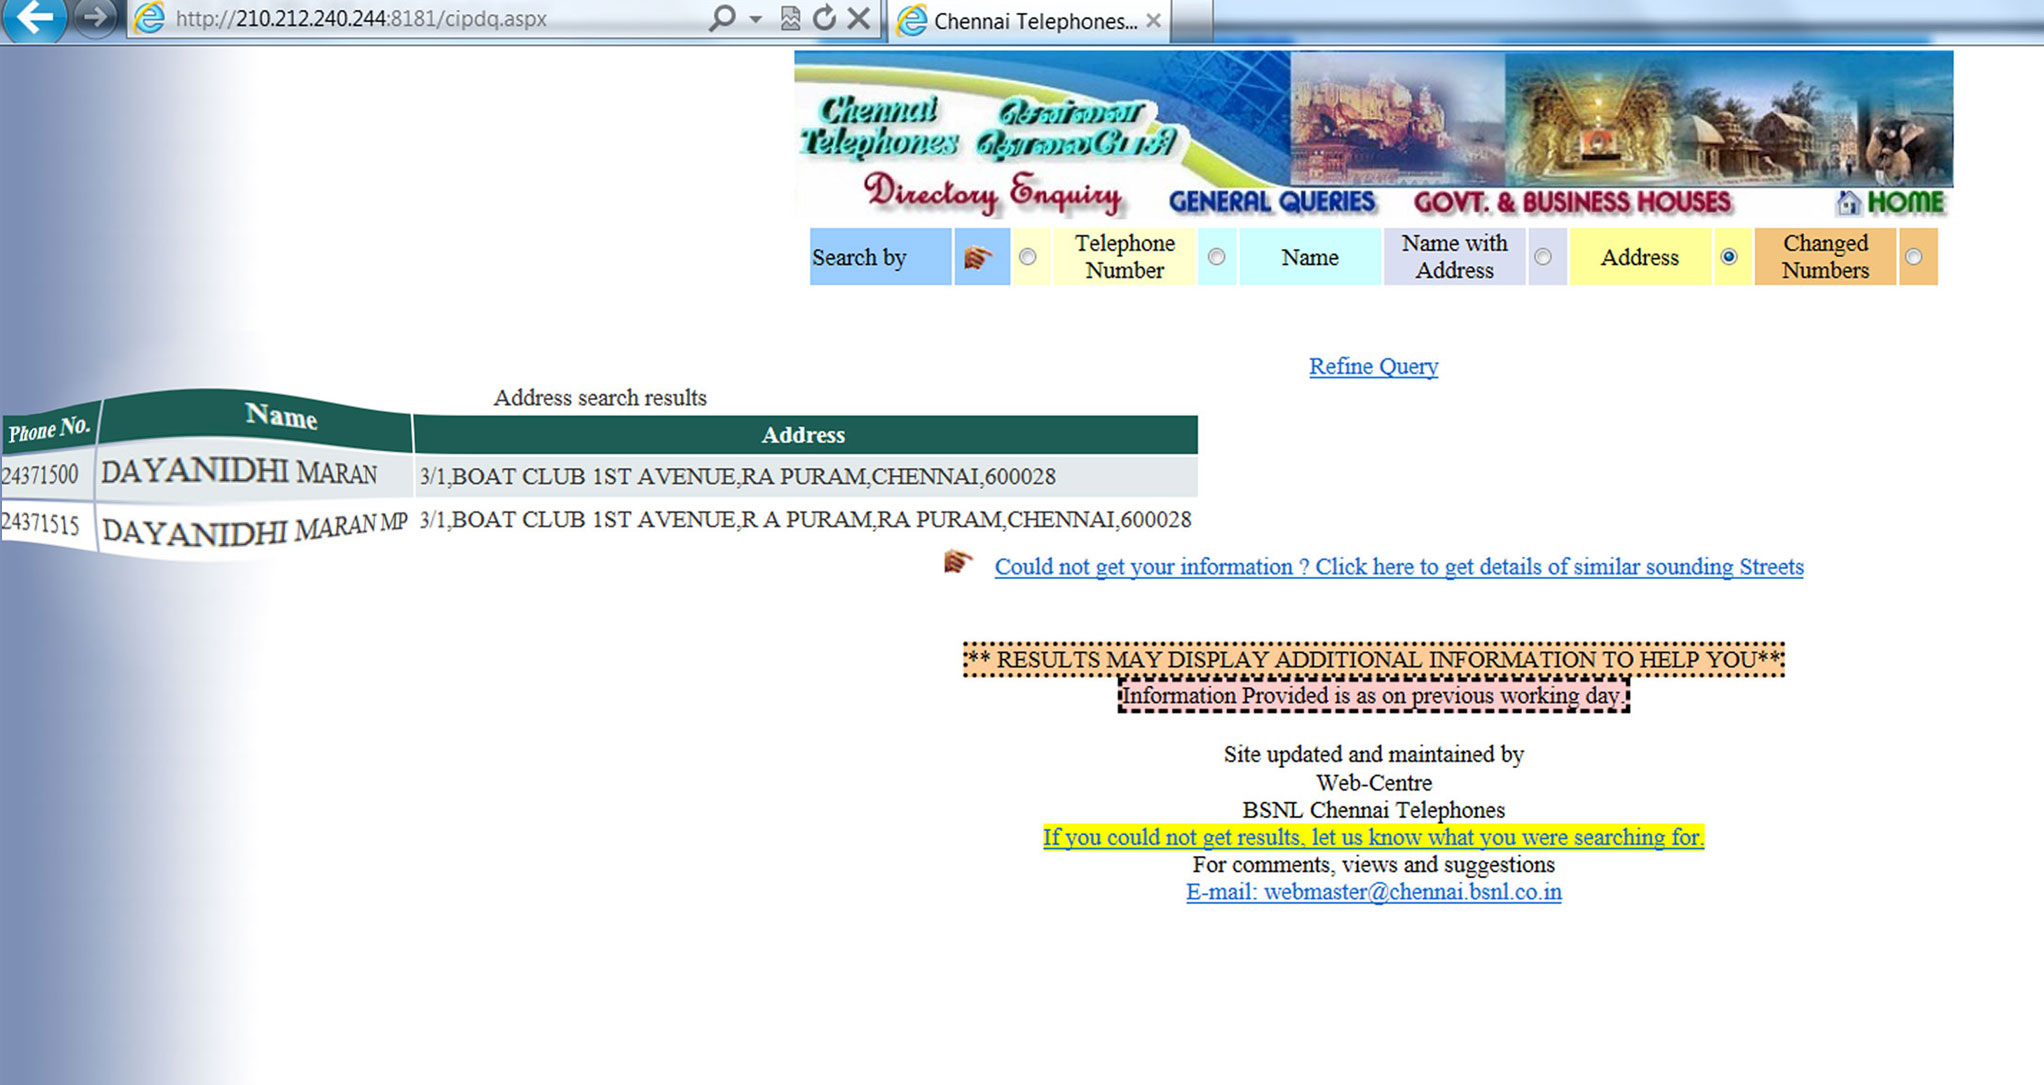 http://210.212.240.244:8181/cipdq.aspx
Chennai Telephones...
Chennai Telephones
சென்னை தொலைபேசி
Directory Enquiry
GENERAL QUERIES
GOVT. & BUSINESS HOUSES
HOME
Search by
Telephone Number
Name
Name with Address
Address
Changed Numbers
Refine Query
Address search results
Phone No. Name Address
24371500 DAYANIDHI MARAN 3/1,BOAT CLUB 1ST AVENUE,RA PURAM,CHENNAI,600028
24371515 DAYANIDHI MARAN MP 3/1,BOAT CLUB 1ST AVENUE,R A PURAM,RA PURAM,CHENNAI,600028
Could not get your information ? Click here to get details of similar sounding Streets
** RESULTS MAY DISPLAY ADDITIONAL INFORMATION TO HELP YOU**
Information Provided is as on previous working day.
Site updated and maintained by
Web-Centre
BSNL Chennai Telephones
If you could not get results, let us know what you were searching for.
For comments, views and suggestions
E-mail: webmaster@chennai.bsnl.co.in